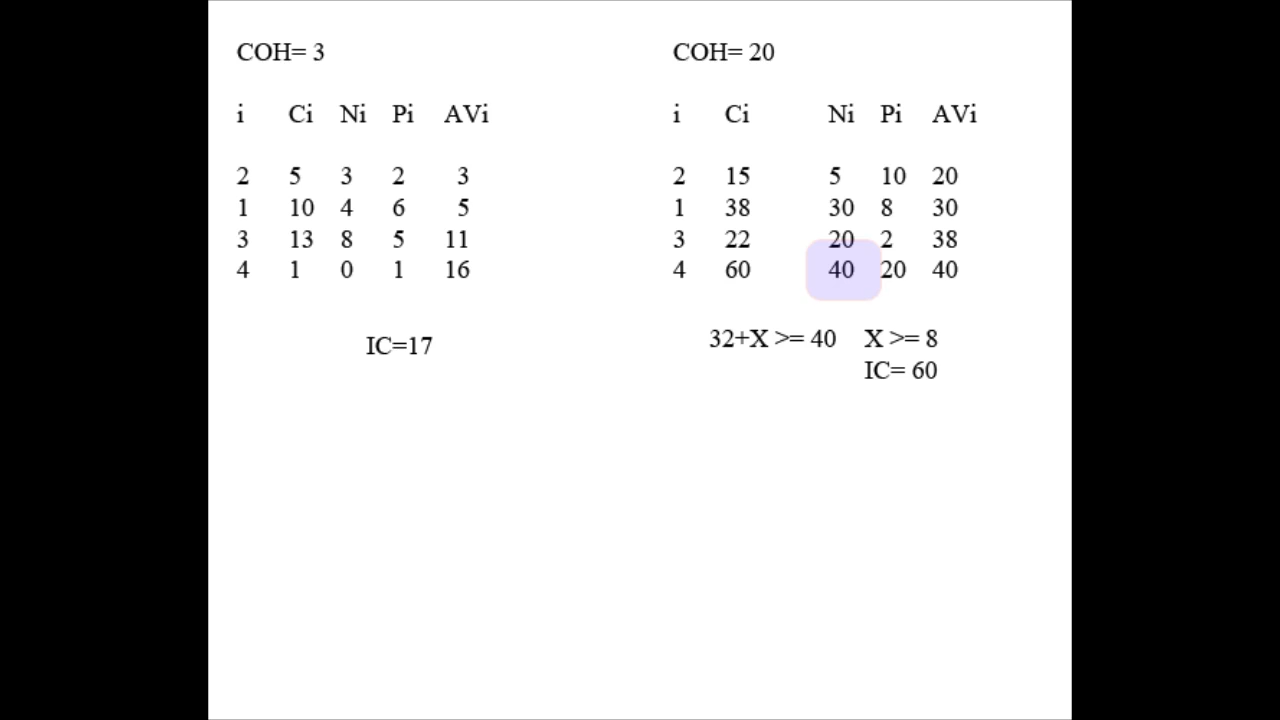 COH= 3
i Ci Ni Pi AVi
2 5 3 2 3
1 10 4 6 5
3 13 8 5 11
4 1 0 1 16
IC=17
COH= 20
i Ci Ni Pi AVi
2 15 5 10 20
1 38 30 8 30
3 22 20 2 38
4 60 40 20 40
32+X >= 40 X >= 8
IC= 60